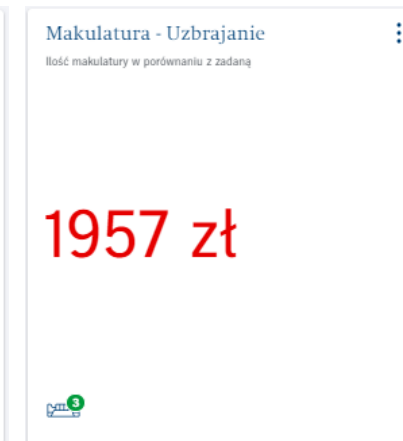 Makulatura - Uzbrajanie
Ilość makulatury w porównaniu z zadaną
1957 zł
3